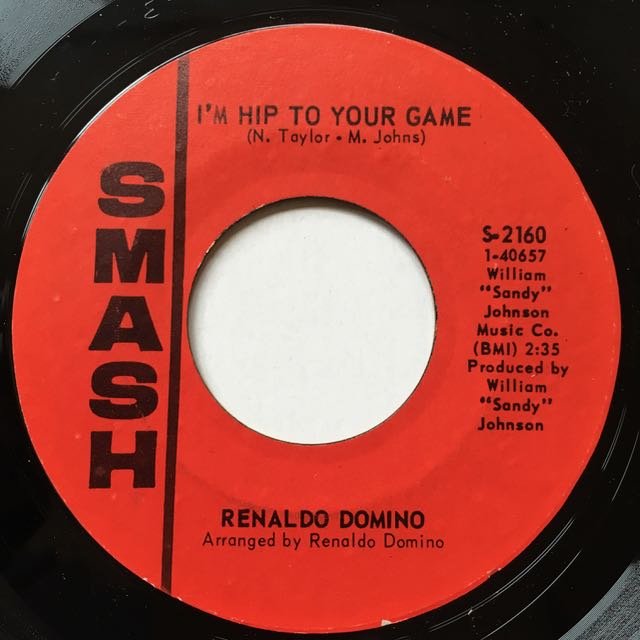 I'M HIP TO YOUR GAME
(N. Taylor • M. Johns)
SMASH
S-2160
1-40657
William
"Sandy"
Johnson
Music Co.
(BMI) 2:35
Produced by
William
"Sandy"
Johnson
RENALDO DOMINO
Arranged by Renaldo Domino